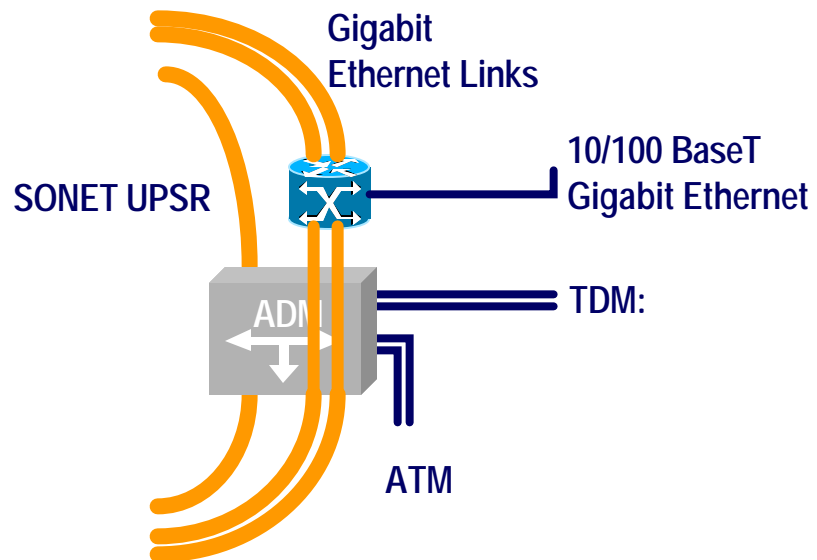 Gigabit
Ethernet Links
10/100 BaseT
Gigabit Ethernet
SONET UPSR
TDM:
ADM
ATM